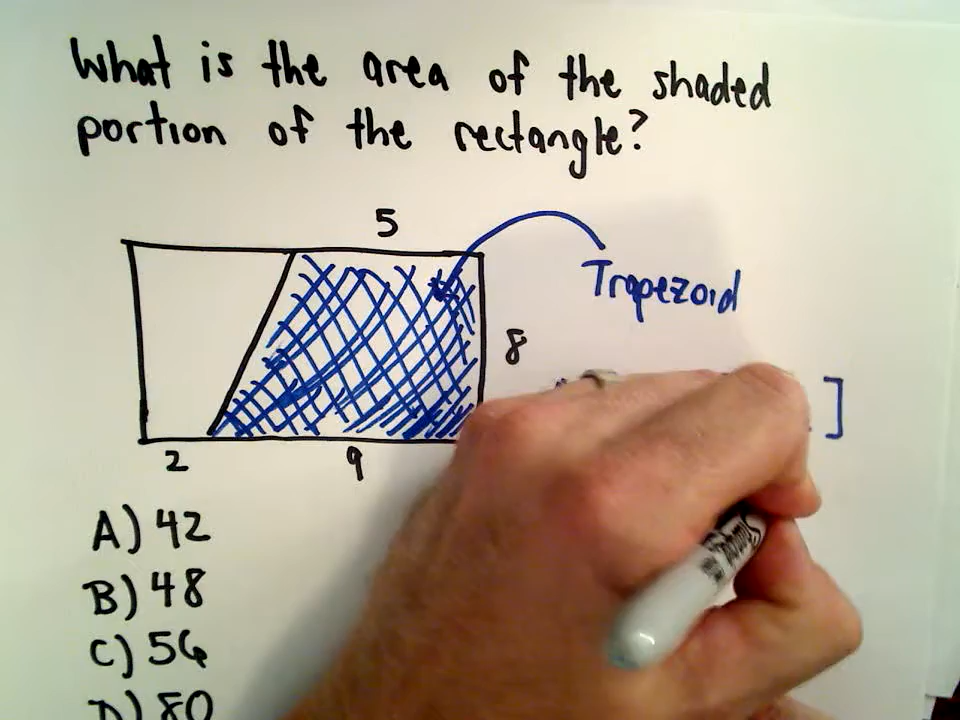 What is the area of the shaded
portion of the rectangle?
5
Trapezoid
8
]
2
9
A) 42
B) 48
C) 56
D) 80